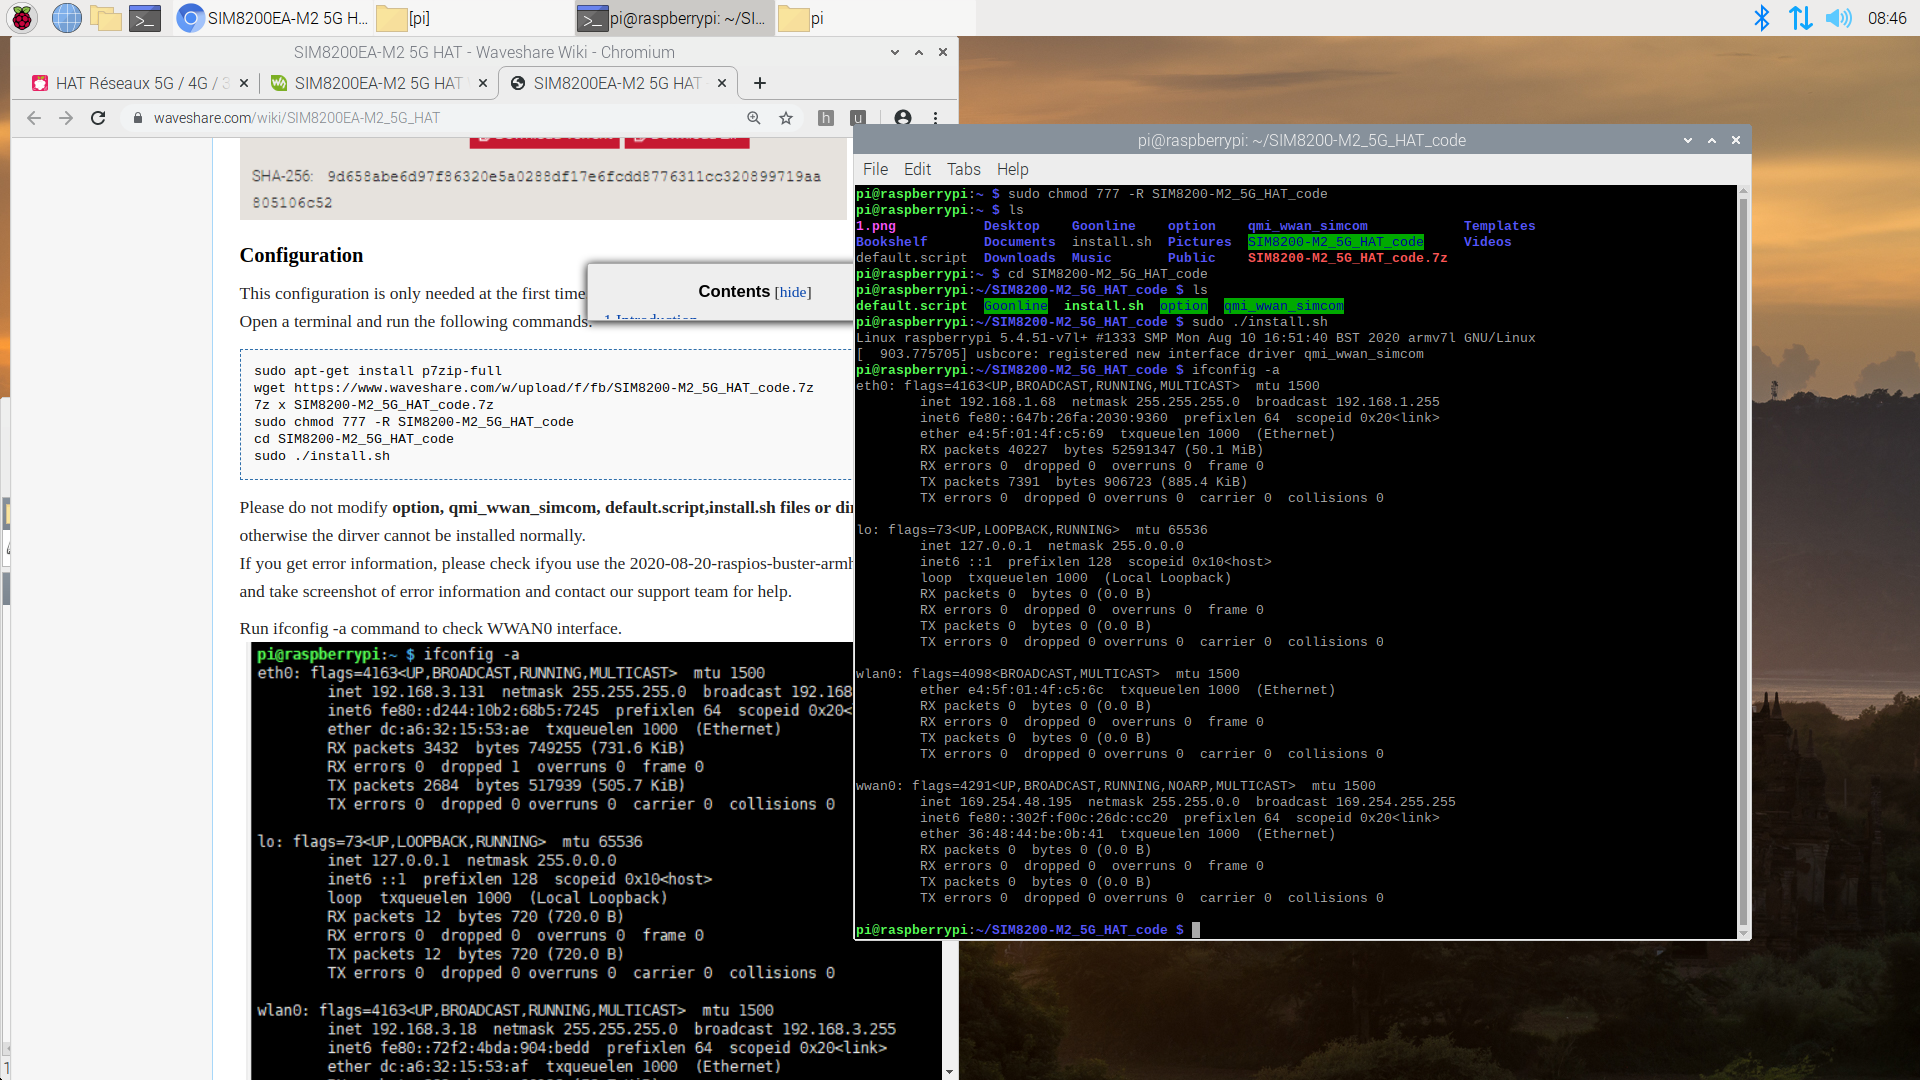 SIM8200EA-M2 5G H...
[pi]
pi@raspberrypi: ~/SI...
pi
08:46
SIM8200EA-M2 5G HAT - Waveshare Wiki - Chromium
HAT Réseaux 5G / 4G / 3
SIM8200EA-M2 5G HAT
SIM8200EA-M2 5G HAT -
waveshare.com/wiki/SIM8200EA-M2_5G_HAT
SHA-256: 9d658abe6d97f86320e5a0288df17e6fcdd8776311cc320899719aa
805106c52
Configuration
This configuration is only needed at the first time
Open a terminal and run the following commands:
Contents [hide]
1 Introduction
sudo apt-get install p7zip-full
wget https://www.waveshare.com/w/upload/f/fb/SIM8200-M2_5G_HAT_code.7z
7z x SIM8200-M2_5G_HAT_code.7z
sudo chmod 777 -R SIM8200-M2_5G_HAT_code
cd SIM8200-M2_5G_HAT_code
sudo ./install.sh
Please do not modify option, qmi_wwan_simcom, default.script,install.sh files or dir
otherwise the dirver cannot be installed normally.
If you get error information, please check ifyou use the 2020-08-20-raspios-buster-armh
and take screenshot of error information and contact our support team for help.
Run ifconfig -a command to check WWAN0 interface.
pi@raspberrypi:~ $ ifconfig -a
eth0: flags=4163<UP,BROADCAST,RUNNING,MULTICAST>  mtu 1500
inet 192.168.3.131  netmask 255.255.255.0  broadcast 192.168
inet6 fe80::d244:10b2:68b5:7245  prefixlen 64  scopeid 0x20<
ether dc:a6:32:15:53:ae  txqueuelen 1000  (Ethernet)
RX packets 3432  bytes 749255 (731.6 KiB)
RX errors 0  dropped 1  overruns 0  frame 0
TX packets 2684  bytes 517939 (505.7 KiB)
TX errors 0  dropped 0 overruns 0  carrier 0  collisions 0
lo: flags=73<UP,LOOPBACK,RUNNING>  mtu 65536
inet 127.0.0.1  netmask 255.0.0.0
inet6 ::1  prefixlen 128  scopeid 0x10<host>
loop  txqueuelen 1000  (Local Loopback)
RX packets 12  bytes 720 (720.0 B)
RX errors 0  dropped 0  overruns 0  frame 0
TX packets 12  bytes 720 (720.0 B)
TX errors 0  dropped 0 overruns 0  carrier 0  collisions 0
wlan0: flags=4163<UP,BROADCAST,RUNNING,MULTICAST>  mtu 1500
inet 192.168.3.18  netmask 255.255.255.0  broadcast 192.168.3.255
inet6 fe80::72f2:4bda:904:bedd  prefixlen 64  scopeid 0x20<link>
ether dc:a6:32:15:53:af  txqueuelen 1000  (Ethernet)
pi@raspberrypi: ~/SIM8200-M2_5G_HAT_code
File Edit Tabs Help
pi@raspberrypi:~ $ sudo chmod 777 -R SIM8200-M2_5G_HAT_code
pi@raspberrypi:~ $ ls
1.png Desktop Goonline option qmi_wwan_simcom Templates
Bookshelf Documents install.sh Pictures SIM8200-M2_5G_HAT_code Videos
default.script Downloads Music Public SIM8200-M2_5G_HAT_code.7z
pi@raspberrypi:~ $ cd SIM8200-M2_5G_HAT_code
pi@raspberrypi:~/SIM8200-M2_5G_HAT_code $ ls
default.script Goonline install.sh option qmi_wwan_simcom
pi@raspberrypi:~/SIM8200-M2_5G_HAT_code $ sudo ./install.sh
Linux raspberrypi 5.4.51-v7l+ #1333 SMP Mon Aug 10 16:51:40 BST 2020 armv7l GNU/Linux
[  903.775705] usbcore: registered new interface driver qmi_wwan_simcom
pi@raspberrypi:~/SIM8200-M2_5G_HAT_code $ ifconfig -a
eth0: flags=4163<UP,BROADCAST,RUNNING,MULTICAST>  mtu 1500
inet 192.168.1.68  netmask 255.255.255.0  broadcast 192.168.1.255
inet6 fe80::647b:26fa:2030:9360  prefixlen 64  scopeid 0x20<link>
ether e4:5f:01:4f:c5:69  txqueuelen 1000  (Ethernet)
RX packets 40227  bytes 52591347 (50.1 MiB)
RX errors 0  dropped 0  overruns 0  frame 0
TX packets 7391  bytes 906723 (885.4 KiB)
TX errors 0  dropped 0 overruns 0  carrier 0  collisions 0
lo: flags=73<UP,LOOPBACK,RUNNING>  mtu 65536
inet 127.0.0.1  netmask 255.0.0.0
inet6 ::1  prefixlen 128  scopeid 0x10<host>
loop  txqueuelen 1000  (Local Loopback)
RX packets 0  bytes 0 (0.0 B)
RX errors 0  dropped 0  overruns 0  frame 0
TX packets 0  bytes 0 (0.0 B)
TX errors 0  dropped 0 overruns 0  carrier 0  collisions 0
wlan0: flags=4098<BROADCAST,MULTICAST>  mtu 1500
ether e4:5f:01:4f:c5:6c  txqueuelen 1000  (Ethernet)
RX packets 0  bytes 0 (0.0 B)
RX errors 0  dropped 0  overruns 0  frame 0
TX packets 0  bytes 0 (0.0 B)
TX errors 0  dropped 0 overruns 0  carrier 0  collisions 0
wwan0: flags=4291<UP,BROADCAST,RUNNING,NOARP,MULTICAST>  mtu 1500
inet 169.254.48.195  netmask 255.255.0.0  broadcast 169.254.255.255
inet6 fe80::302f:f00c:26dc:cc20  prefixlen 64  scopeid 0x20<link>
ether 36:48:44:be:0b:41  txqueuelen 1000  (Ethernet)
RX packets 0  bytes 0 (0.0 B)
RX errors 0  dropped 0  overruns 0  frame 0
TX packets 0  bytes 0 (0.0 B)
TX errors 0  dropped 0 overruns 0  carrier 0  collisions 0
pi@raspberrypi:~/SIM8200-M2_5G_HAT_code $